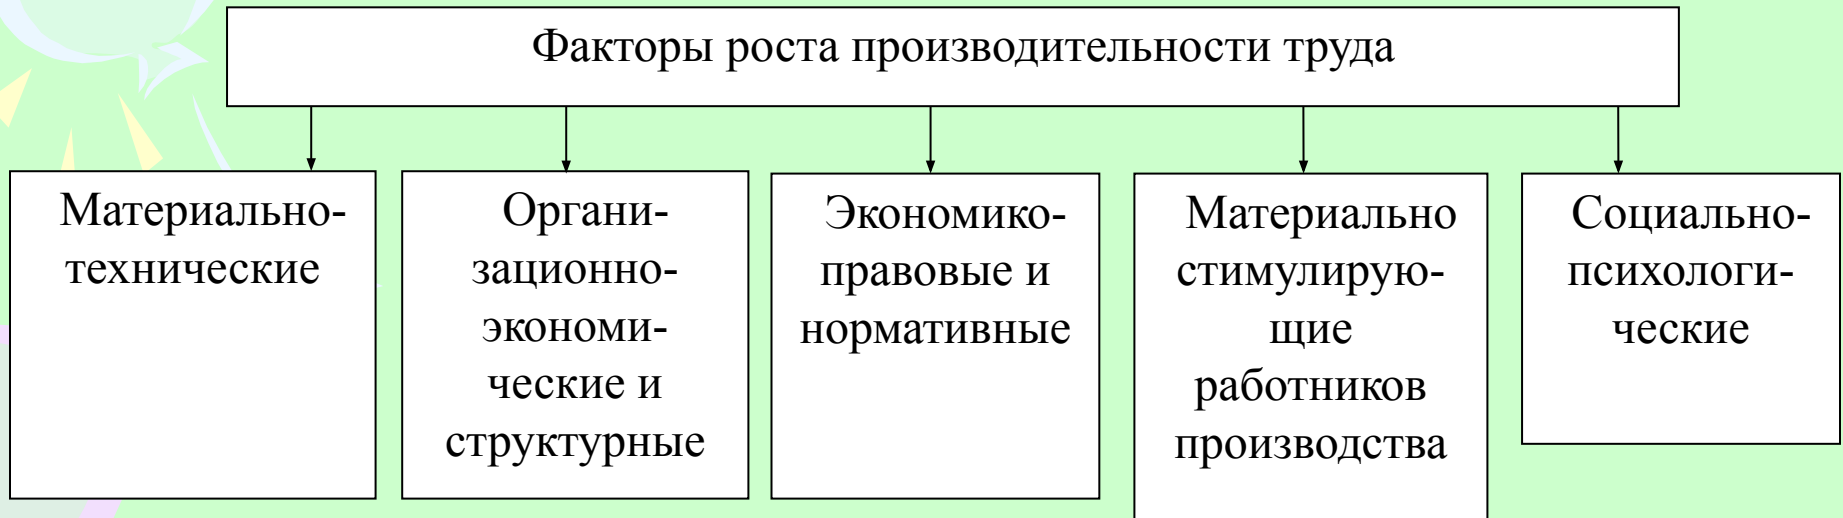 Факторы роста производительности труда
Материально-
технические
Органи-
зационно-
экономи-
ческие и
структурные
Экономико-
правовые и
нормативные
Материально
стимулирую-
щие
работников
производства
Социально-
психологи-
ческие